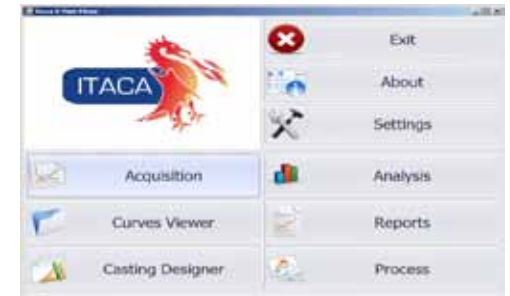 ITACA
Exit
About
Settings
Acquisition
Analysis
Curves Viewer
Reports
Casting Designer
Process